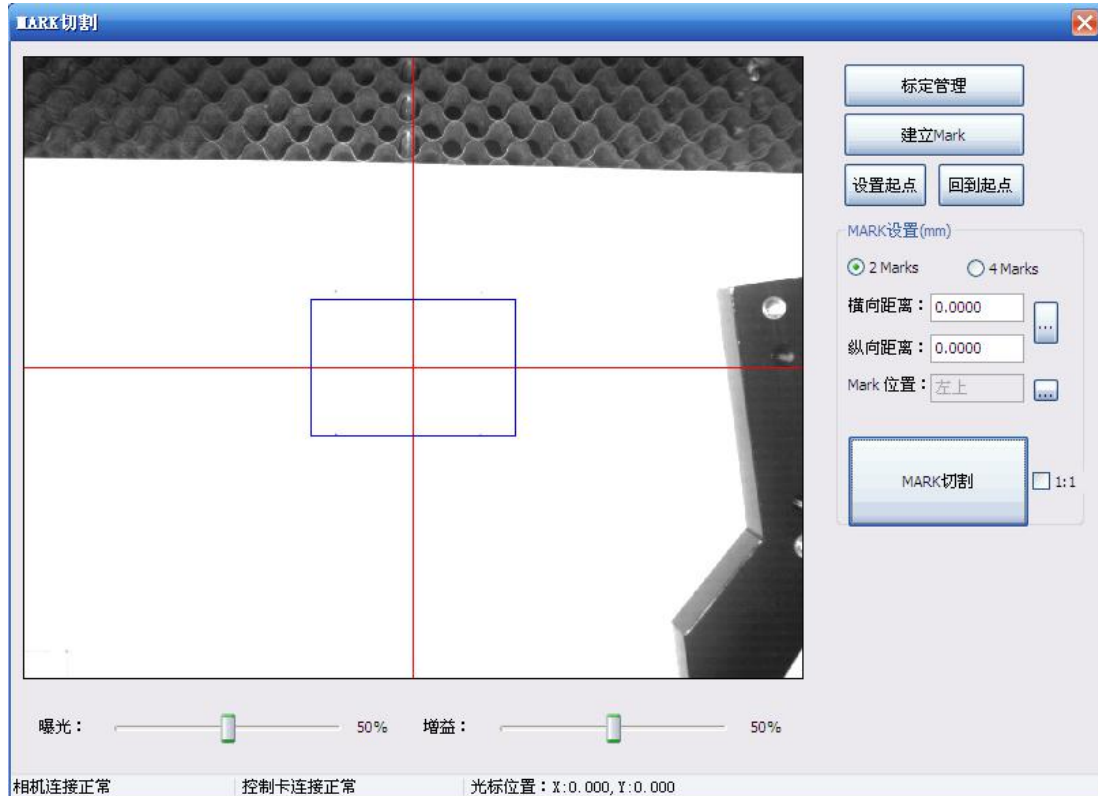 MARK切割
标定管理
建立Mark
设置起点 回到起点
MARK设置(mm)
2 Marks 4 Marks
横向距离：0.0000 ...
纵向距离：0.0000
Mark 位置：左上 ...
MARK切割 1:1
曝光： 50% 增益： 50%
相机连接正常 控制卡连接正常 光标位置：X:0.000,Y:0.000